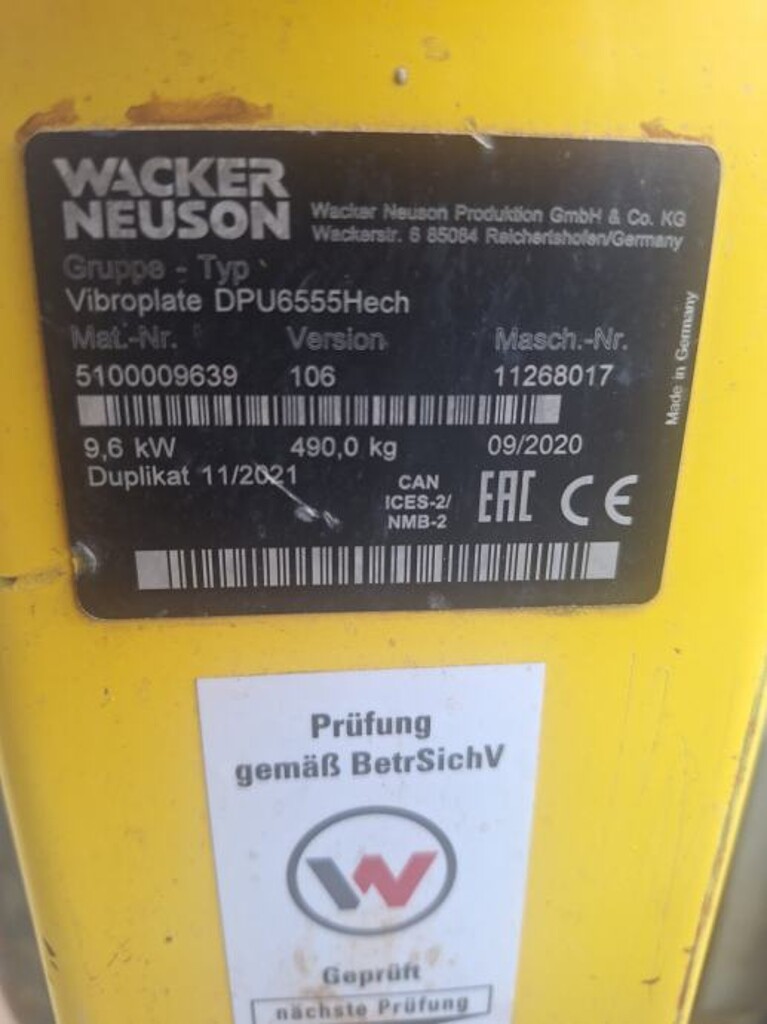 WACKER
NEUSON
Wacker Neuson Produktion GmbH & Co. KG
Wackerstr. 6 85084 Reichertshofen/Germany
Gruppe - Typ
Vibroplate DPU6555Hech
Mat.-Nr. Version Masch.-Nr.
5100009639 106 11268017
Made in Germany
9,6 kW 490,0 kg 09/2020
Duplikat 11/2021
CAN
ICES-2/
NMB-2
EAC CE
Prüfung
gemäß BetrSichV
Geprüft
nächste Prüfung